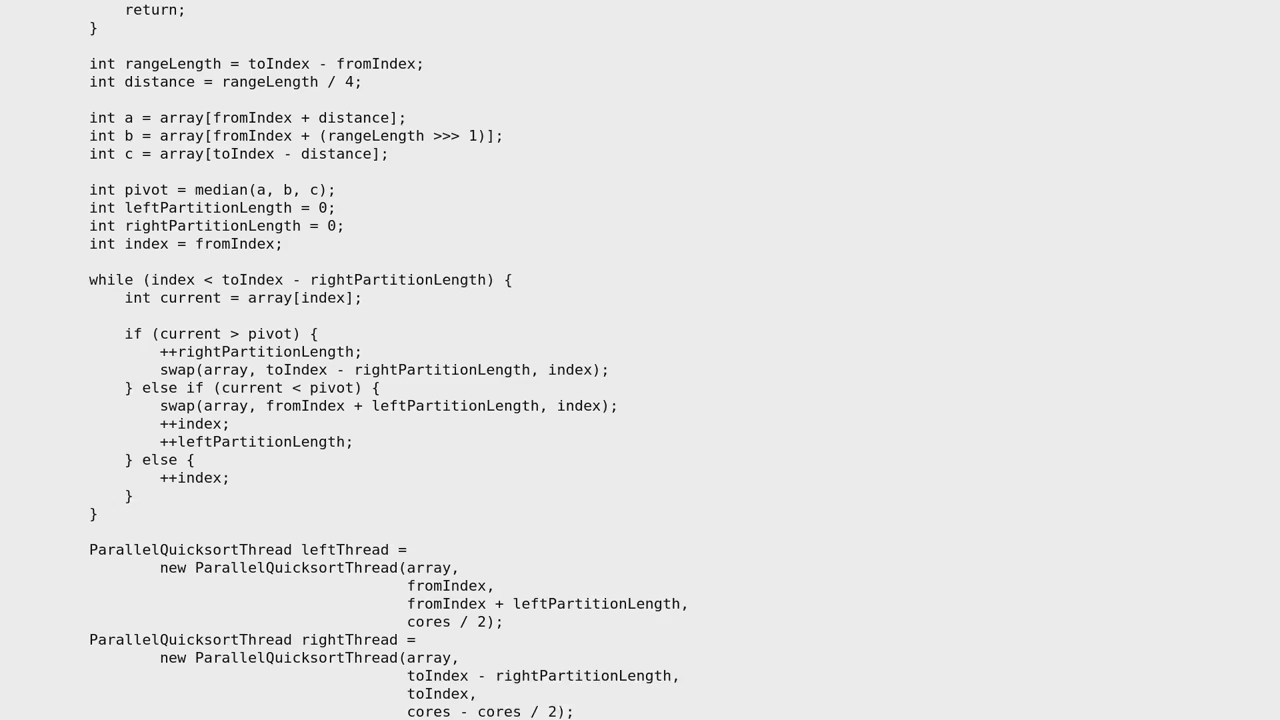 return;
}
int rangeLength = toIndex - fromIndex;
int distance = rangeLength / 4;
int a = array[fromIndex + distance];
int b = array[fromIndex + (rangeLength >>> 1)];
int c = array[toIndex - distance];
int pivot = median(a, b, c);
int leftPartitionLength = 0;
int rightPartitionLength = 0;
int index = fromIndex;
while (index < toIndex - rightPartitionLength) {
int current = array[index];
if (current > pivot) {
++rightPartitionLength;
swap(array, toIndex - rightPartitionLength, index);
} else if (current < pivot) {
swap(array, fromIndex + leftPartitionLength, index);
++index;
++leftPartitionLength;
} else {
++index;
}
}
ParallelQuicksortThread leftThread =
new ParallelQuicksortThread(array,
fromIndex,
fromIndex + leftPartitionLength,
cores / 2);
ParallelQuicksortThread rightThread =
new ParallelQuicksortThread(array,
toIndex - rightPartitionLength,
toIndex,
cores - cores / 2);